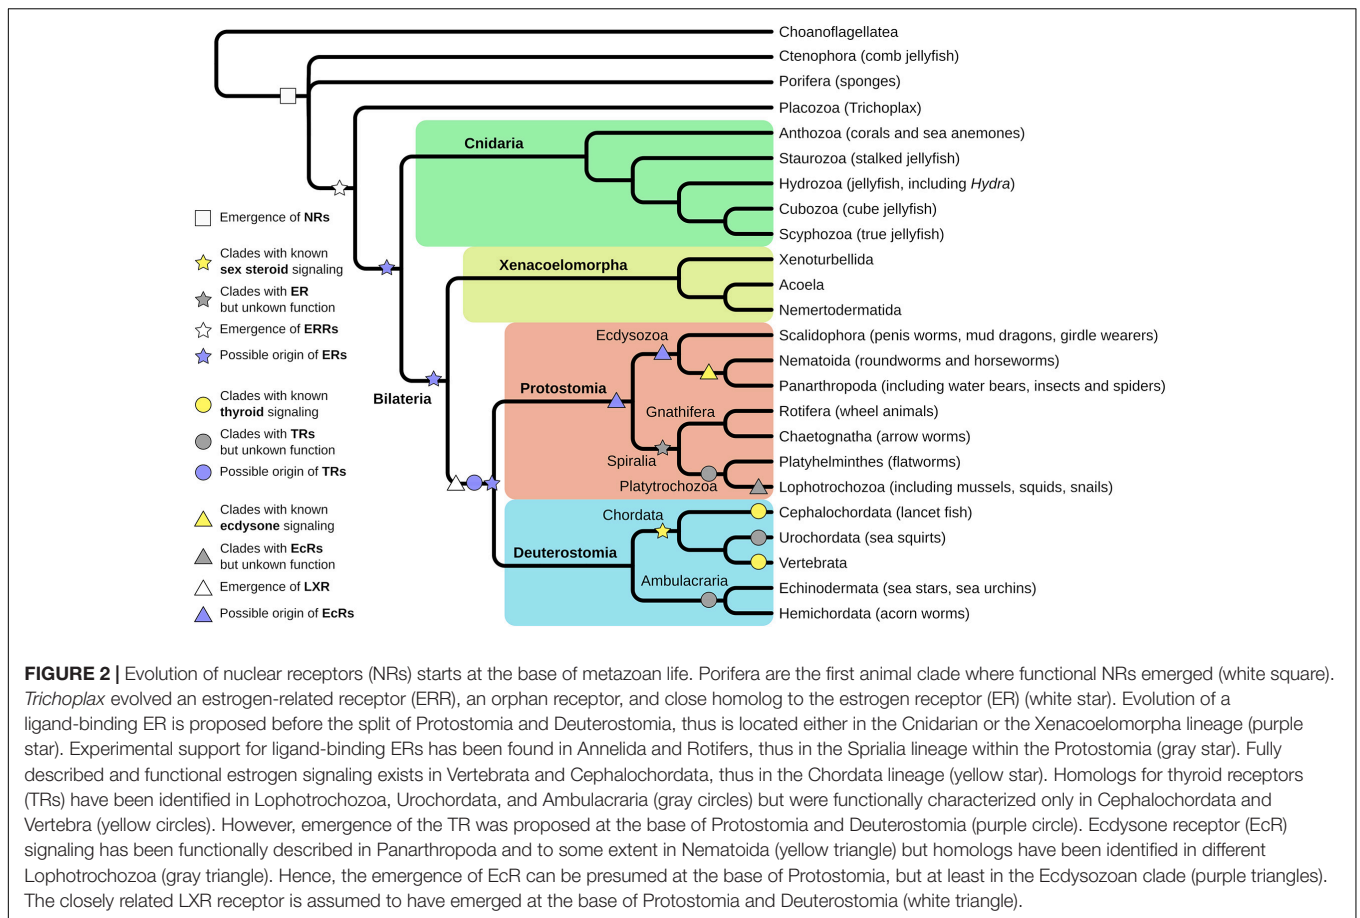 Choanoflagellatea
Ctenophora (comb jellyfish)
Porifera (sponges)
Placozoa (Trichoplax)
Cnidaria
Anthozoa (corals and sea anemones)
Staurozoa (stalked jellyfish)
Hydrozoa (jellyfish, including Hydra)
Cubozoa (cube jellyfish)
Scyphozoa (true jellyfish)
Xenacoelomorpha
Xenoturbellida
Acoela
Nemertodermatida
Bilateria
Protostomia
Ecdysozoa
Scalidophora (penis worms, mud dragons, girdle wearers)
Nematoida (roundworms and horseworms)
Panarthropoda (including water bears, insects and spiders)
Gnathifera
Rotifera (wheel animals)
Chaetognatha (arrow worms)
Spiralia
Platyhelminthes (flatworms)
Platytrochozoa
Lophotrochozoa (including mussels, squids, snails)
Deuterostomia
Chordata
Cephalochordata (lancet fish)
Urochordata (sea squirts)
Vertebrata
Ambulacraria
Echinodermata (sea stars, sea urchins)
Hemichordata (acorn worms)
Emergence of NRs
Clades with known
sex steroid signaling
Clades with ER
but unkown function
Emergence of ERRs
Possible origin of ERs
Clades with known
thyroid signaling
Clades with TRs
but unkown function
Possible origin of TRs
Clades with known
ecdysone signaling
Clades with EcRs
but unknown function
Emergence of LXR
Possible origin of EcRs
FIGURE 2 | Evolution of nuclear receptors (NRs) starts at the base of metazoan life. Porifera are the first animal clade where functional NRs emerged (white square).
Trichoplax evolved an estrogen-related receptor (ERR), an orphan receptor, and close homolog to the estrogen receptor (ER) (white star). Evolution of a
ligand-binding ER is proposed before the split of Protostomia and Deuterostomia, thus is located either in the Cnidarian or the Xenacoelomorpha lineage (purple
star). Experimental support for ligand-binding ERs has been found in Annelida and Rotifers, thus in the Sprialia lineage within the Protostomia (gray star). Fully
described and functional estrogen signaling exists in Vertebrata and Cephalochordata, thus in the Chordata lineage (yellow star). Homologs for thyroid receptors
(TRs) have been identified in Lophotrochozoa, Urochordata, and Ambulacraria (gray circles) but were functionally characterized only in Cephalochordata and
Vertebra (yellow circles). However, emergence of the TR was proposed at the base of Protostomia and Deuterostomia (purple circle). Ecdysone receptor (EcR)
signaling has been functionally described in Panarthropoda and to some extent in Nematoida (yellow triangle) but homologs have been identified in different
Lophotrochozoa (gray triangle). Hence, the emergence of EcR can be presumed at the base of Protostomia, but at least in the Ecdysozoan clade (purple triangles).
The closely related LXR receptor is assumed to have emerged at the base of Protostomia and Deuterostomia (white triangle).